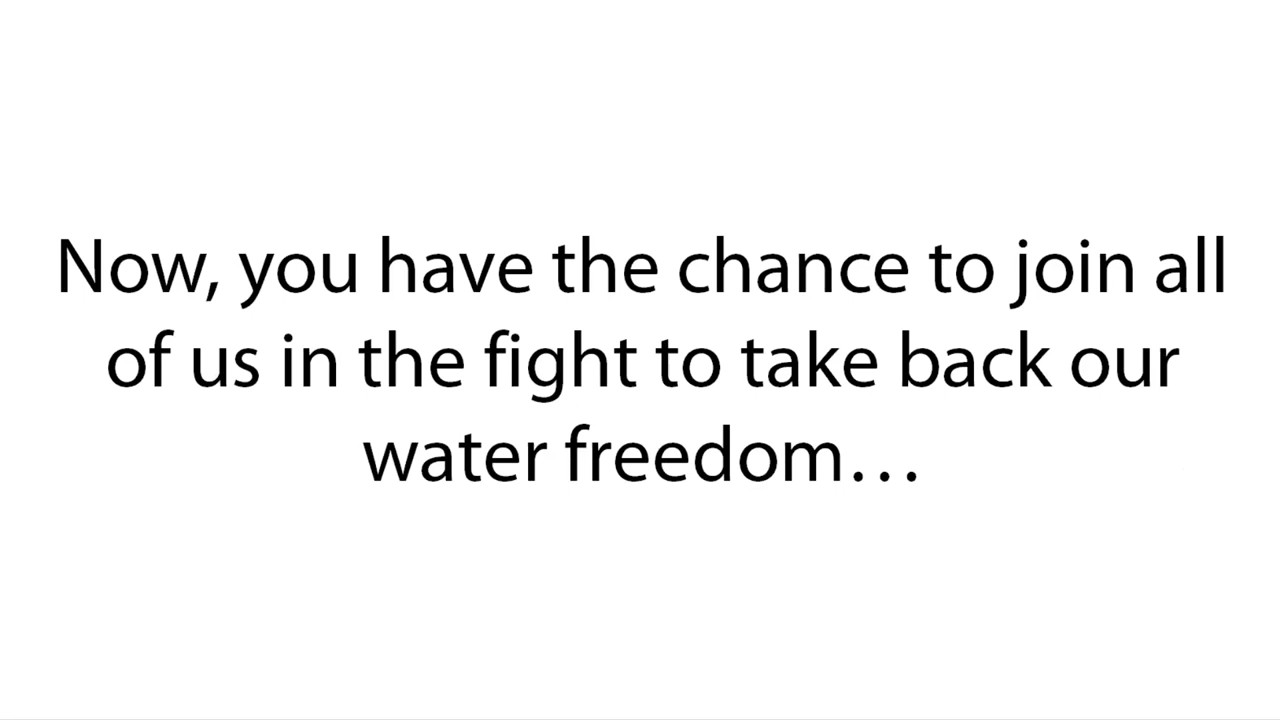 Now, you have the chance to join all
of us in the fight to take back our
water freedom…